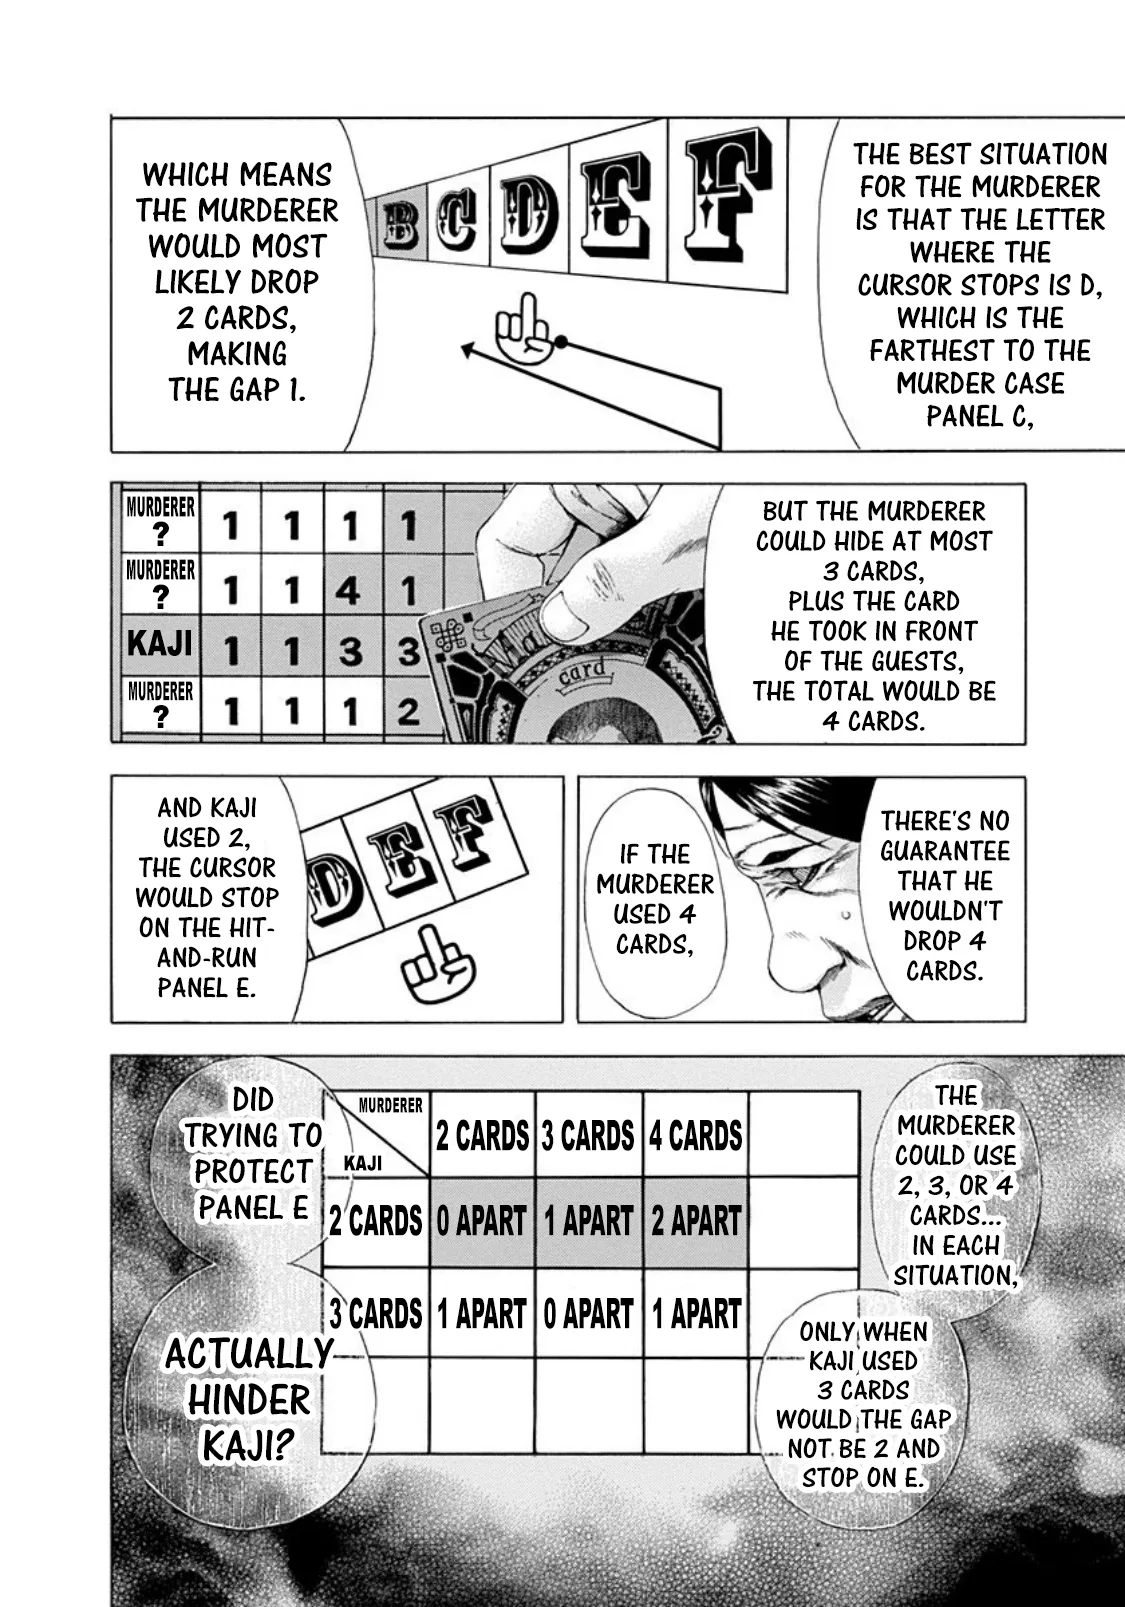 THE BEST SITUATION
FOR THE MURDERER
IS THAT THE LETTER
WHERE THE
CURSOR STOPS IS D,
WHICH IS THE
FARTHEST TO THE
MURDER CASE
PANEL C,
B C D E F
WHICH MEANS
THE MURDERER
WOULD MOST
LIKELY DROP
2 CARDS,
MAKING
THE GAP 1.
BUT THE MURDERER
COULD HIDE AT MOST
3 CARDS,
PLUS THE CARD
HE TOOK IN FRONT
OF THE GUESTS,
THE TOTAL WOULD BE
4 CARDS.
MURDERER
? 1 1 1 1
MURDERER
? 1 1 4 1
KAJI 1 1 3 3
MURDERER
? 1 1 1 2
card
THERE'S NO
GUARANTEE
THAT HE
WOULDN'T
DROP 4
CARDS.
IF THE
MURDERER
USED 4
CARDS,
AND KAJI
USED 2,
THE CURSOR
WOULD STOP
ON THE HIT-
AND-RUN
PANEL E.
D E F
THE
MURDERER
COULD USE
2, 3, OR 4
CARDS...
IN EACH
SITUATION,
ONLY WHEN
KAJI USED
3 CARDS
WOULD THE GAP
NOT BE 2 AND
STOP ON E.
MURDERER
KAJI
2 CARDS 3 CARDS 4 CARDS
2 CARDS 0 APART 1 APART 2 APART
3 CARDS 1 APART 0 APART 1 APART
DID
TRYING TO
PROTECT
PANEL E
ACTUALLY
HINDER
KAJI?